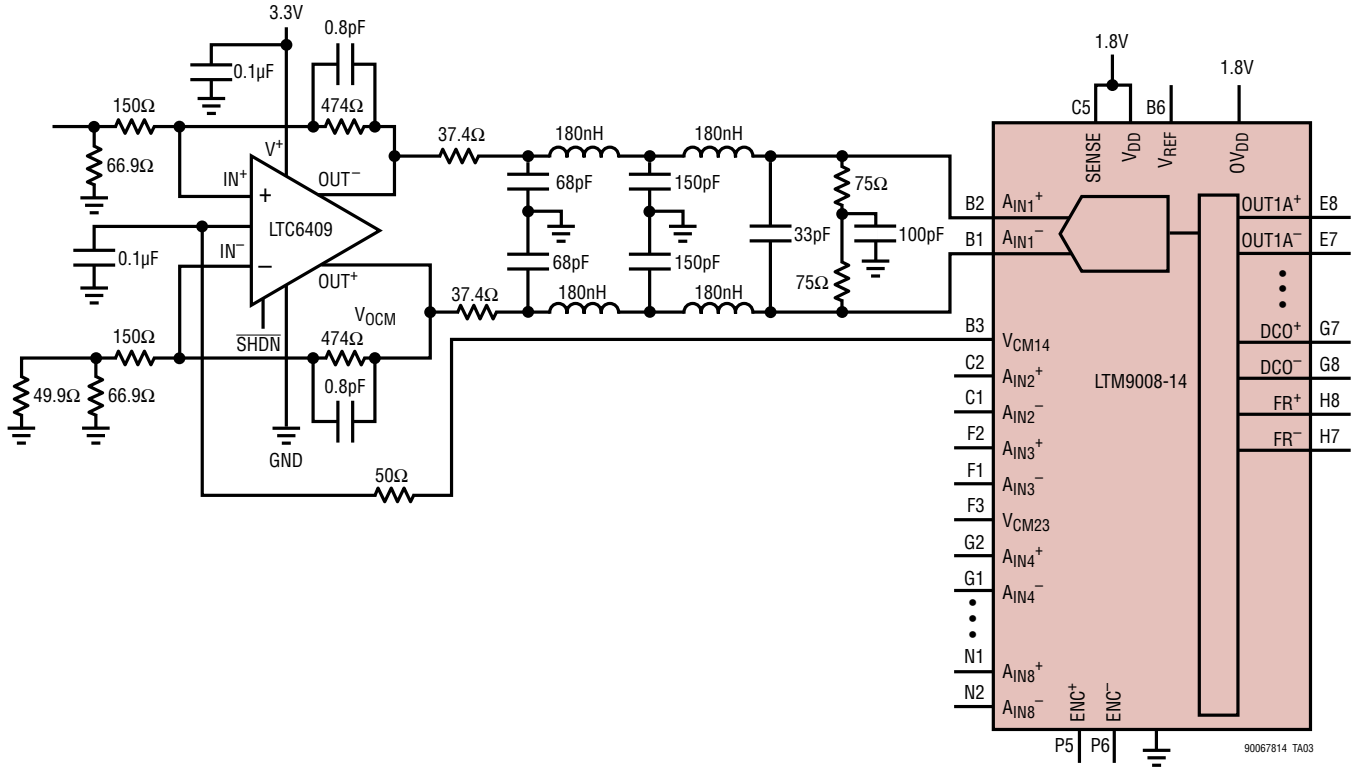 3.3V
0.8pF
0.1µF
150Ω
474Ω
66.9Ω
V+
IN+
OUT−
+
LTC6409
0.1µF
IN−
−
OUT+
VOCM
SHDN
150Ω
474Ω
0.8pF
49.9Ω
66.9Ω
GND
50Ω
37.4Ω
180nH
180nH
68pF
150pF
75Ω
33pF
100pF
68pF
150pF
75Ω
37.4Ω
180nH
180nH
1.8V
1.8V
C5
B6
SENSE
VDD
VREF
OVDD
B2
AIN1+
B1
AIN1−
B3
VCM14
C2
AIN2+
C1
AIN2−
F2
AIN3+
F1
AIN3−
F3
VCM23
G2
AIN4+
G1
AIN4−
N1
AIN8+
N2
AIN8−
LTM9008-14
OUT1A+
E8
OUT1A−
E7
DCO+
G7
DCO−
G8
FR+
H8
FR−
H7
ENC+
ENC−
P5
P6
90067814 TA03